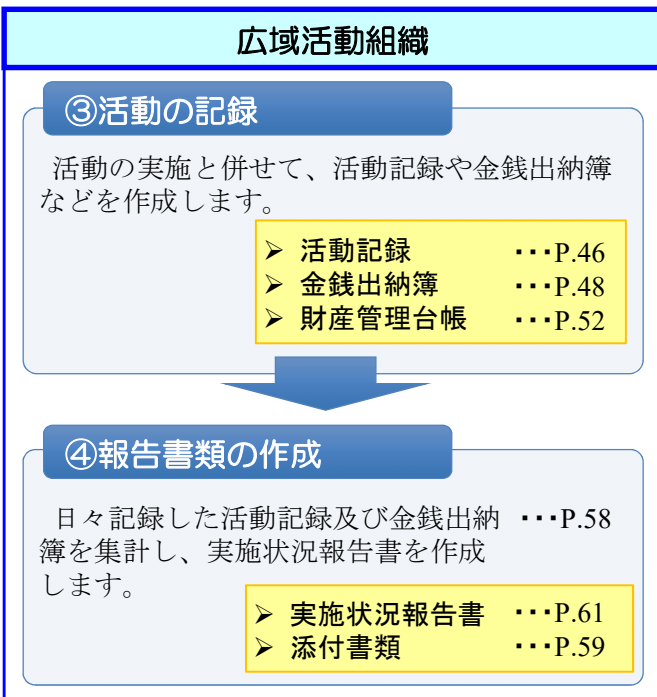 広域活動組織
③活動の記録
活動の実施と併せて、活動記録や金銭出納簿
などを作成します。
➢ 活動記録 ・・・P.46
➢ 金銭出納簿 ・・・P.48
➢ 財産管理台帳 ・・・P.52
④報告書類の作成
日々記録した活動記録及び金銭出納 ・・・P.58
簿を集計し、実施状況報告書を作成
します。
➢ 実施状況報告書 ・・・P.61
➢ 添付書類 ・・・P.59